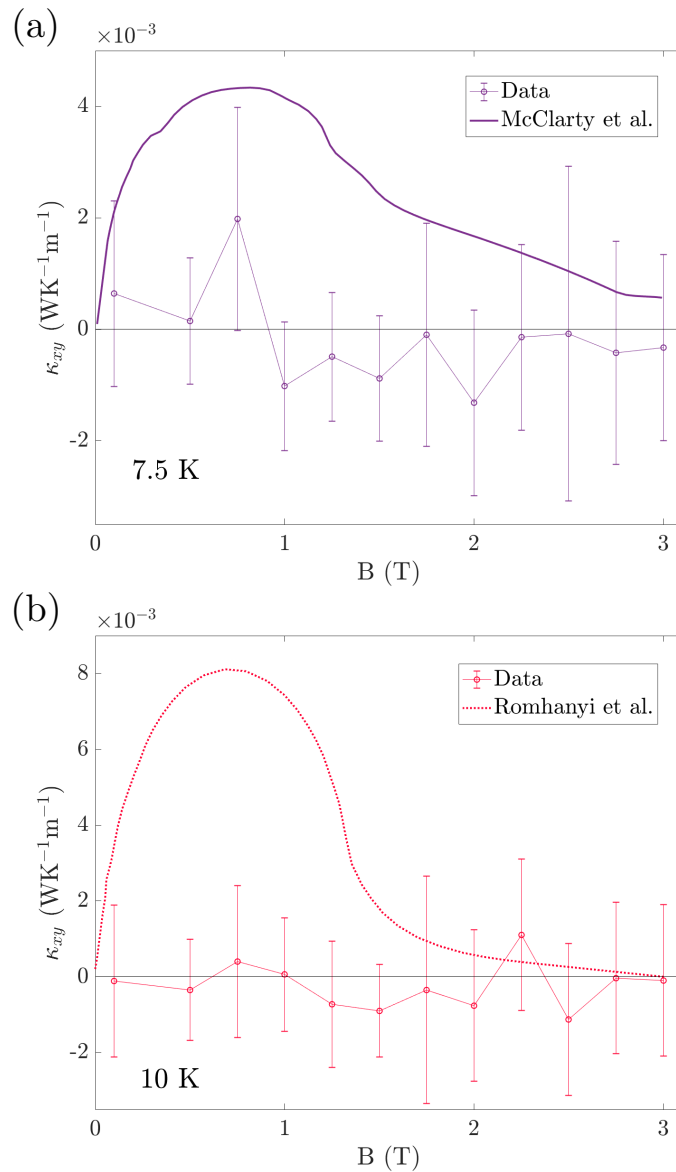 (a)
×10⁻³
Data
McClarty et al.
4
2
0
-2
κxy (WK⁻¹m⁻¹)
7.5 K
0
1
2
3
B (T)
(b)
×10⁻³
Data
Romhanyi et al.
8
6
4
2
0
-2
κxy (WK⁻¹m⁻¹)
10 K
0
1
2
3
B (T)